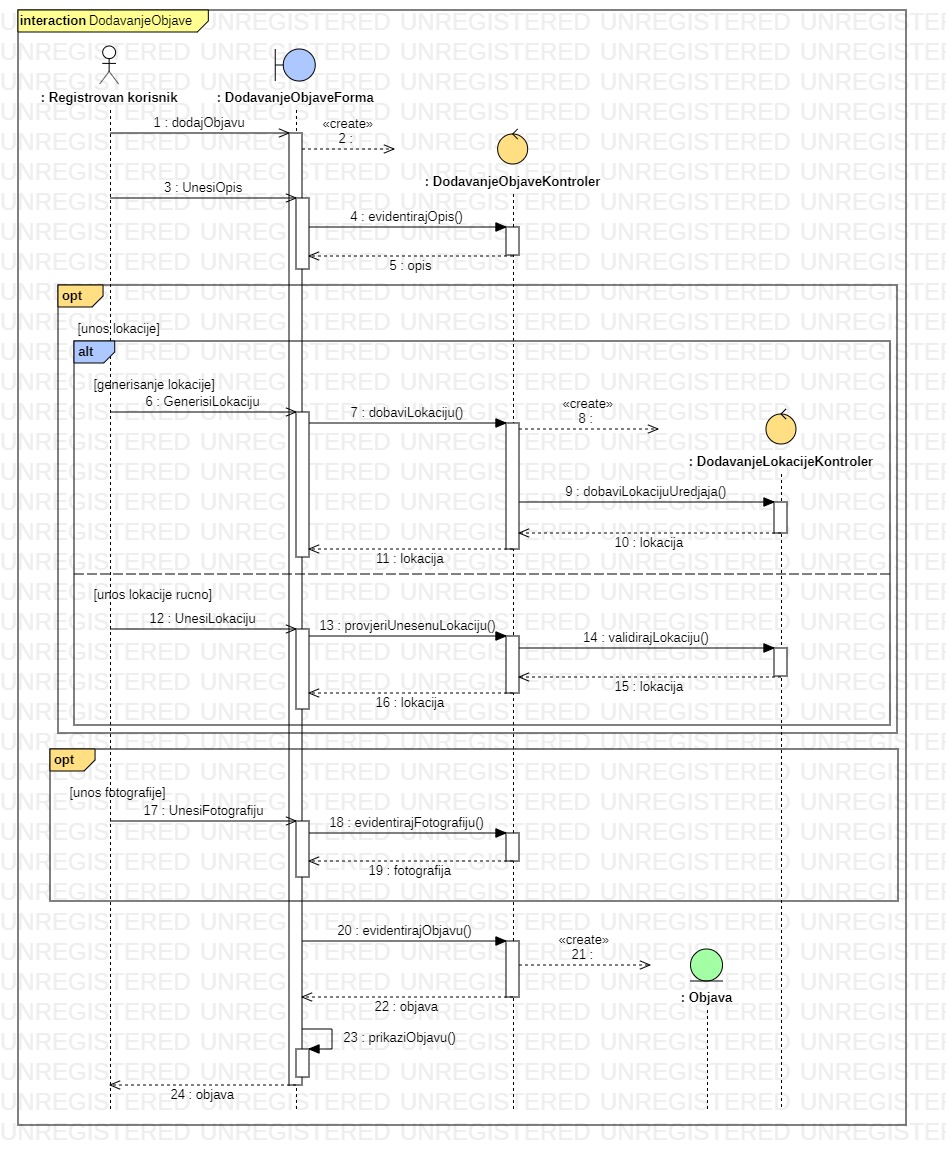 interaction DodavanjeObjave
: Registrovan korisnik
: DodavanjeObjaveForma
1 : dodajObjavu
«create»
2 :
: DodavanjeObjaveKontroler
3 : UnesiOpis
4 : evidentirajOpis()
5 : opis
opt
[unos lokacije]
alt
[generisanje lokacije]
6 : GenerisiLokaciju
7 : dobaviLokaciju()
«create»
8 :
: DodavanjeLokacijeKontroler
9 : dobaviLokacijuUredjaja()
10 : lokacija
11 : lokacija
[unos lokacije rucno]
12 : UnesiLokaciju
13 : provjeriUnesenuLokaciju()
14 : validirajLokaciju()
15 : lokacija
16 : lokacija
opt
[unos fotografije]
17 : UnesiFotografiju
18 : evidentirajFotografiju()
19 : fotografija
20 : evidentirajObjavu()
«create»
21 :
: Objava
22 : objava
23 : prikaziObjavu()
24 : objava
UNREGISTERED